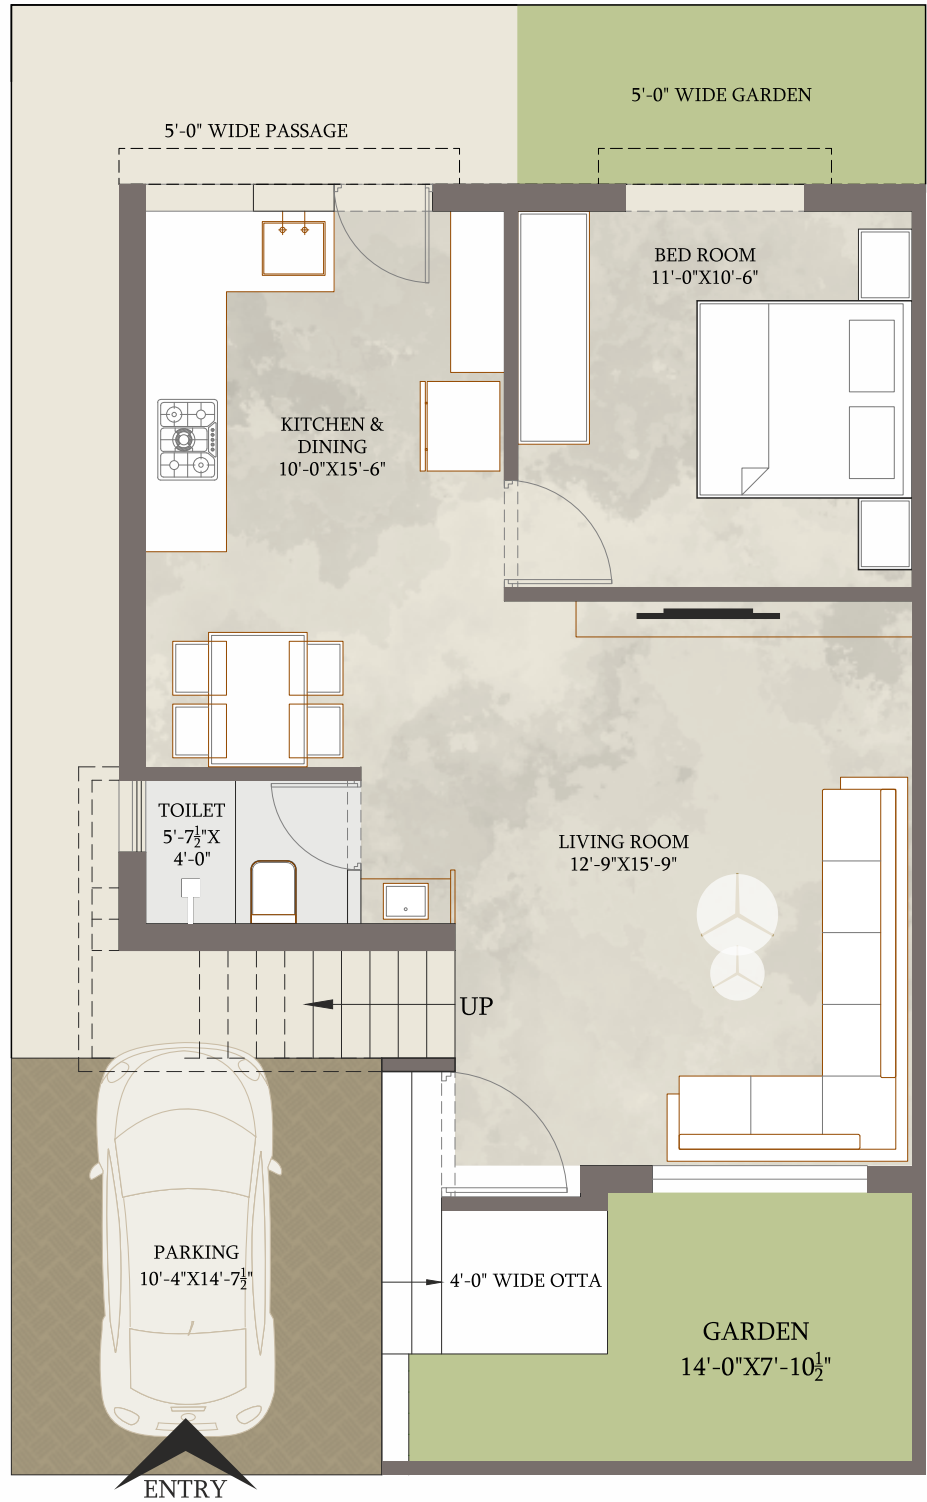 5'-0" WIDE GARDEN
5'-0" WIDE PASSAGE
BED ROOM
11'-0"X10'-6"
KITCHEN &
DINING
10'-0"X15'-6"
TOILET
5'-7½"X
4'-0"
LIVING ROOM
12'-9"X15'-9"
UP
PARKING
10'-4"X14'-7½"
4'-0" WIDE OTTA
GARDEN
14'-0"X7'-10½"
ENTRY